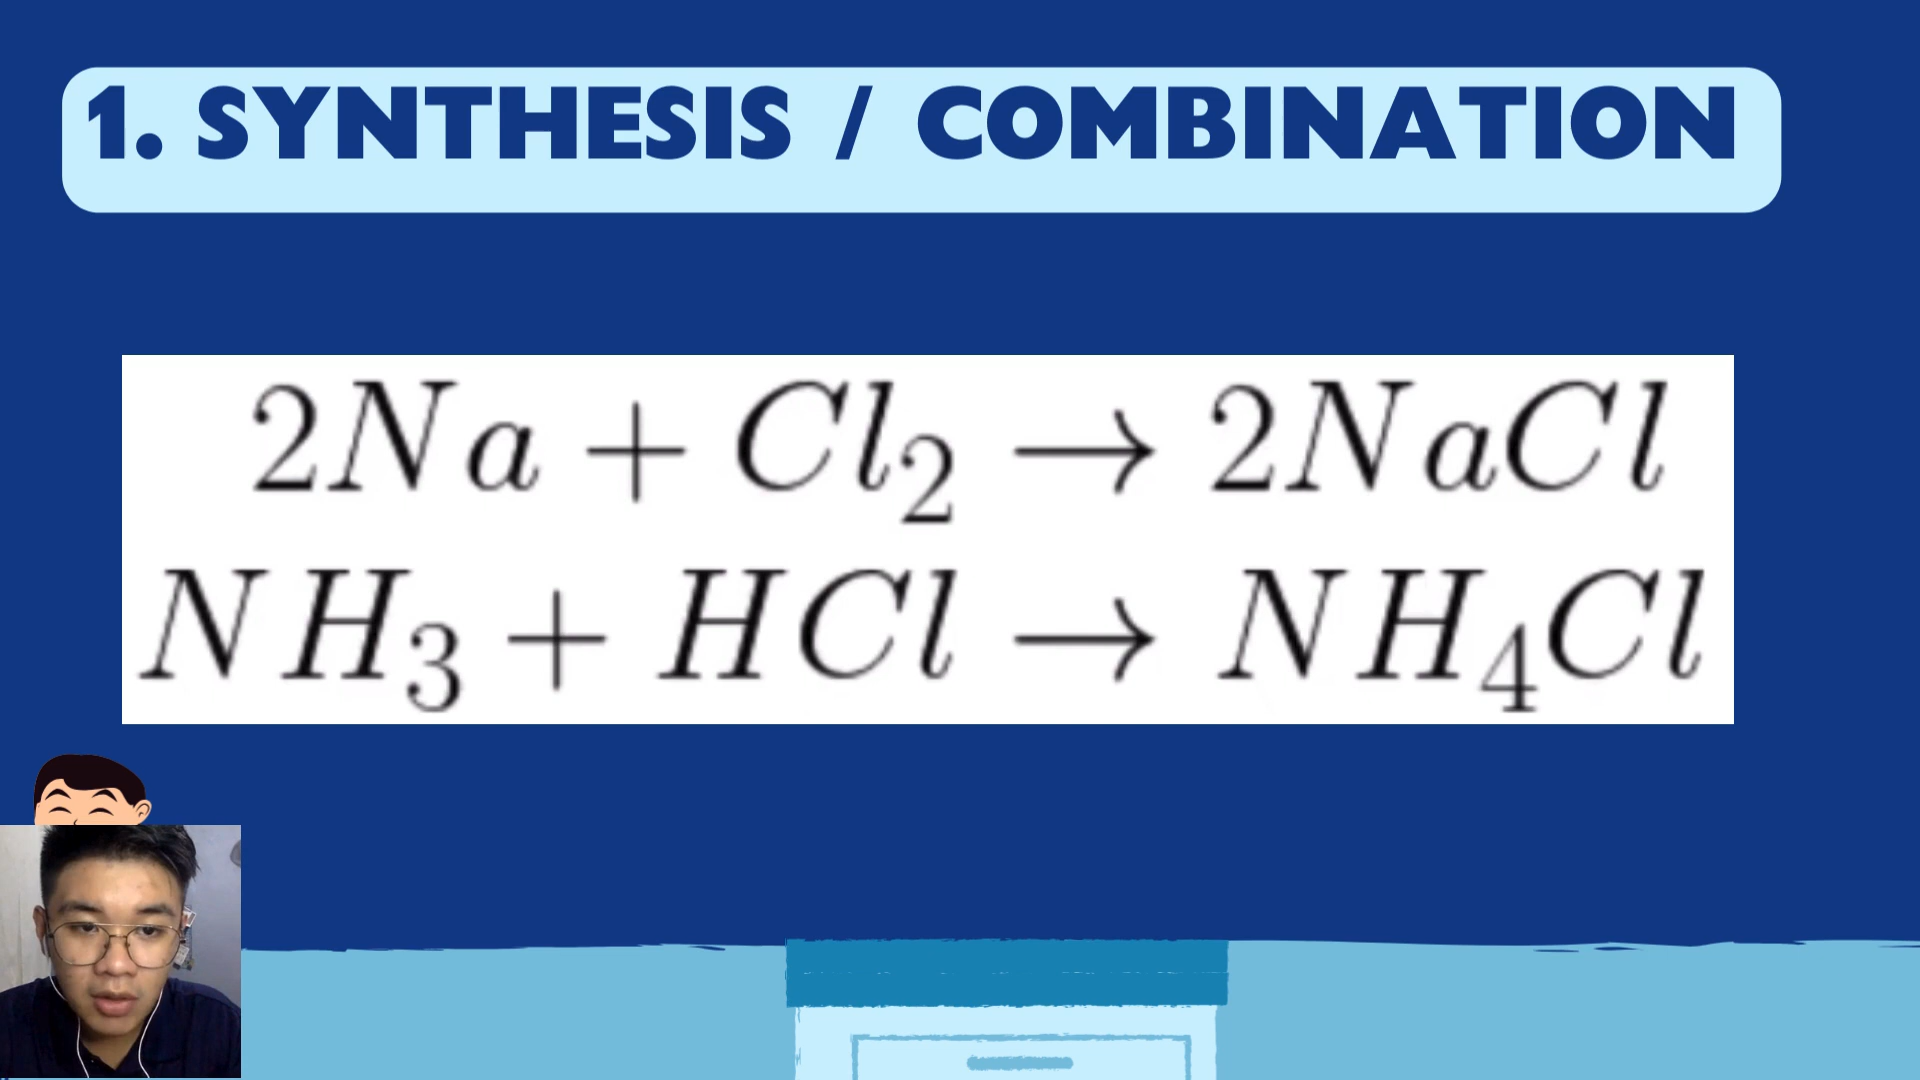 1. SYNTHESIS / COMBINATION
2Na + Cl₂ → 2NaCl
NH₃ + HCl → NH₄Cl